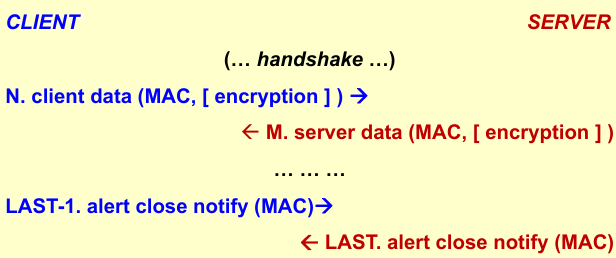 CLIENT SERVER
(… handshake …)
N. client data (MAC, [ encryption ] ) →
← M. server data (MAC, [ encryption ] )
… … …
LAST-1. alert close notify (MAC)→
← LAST. alert close notify (MAC)